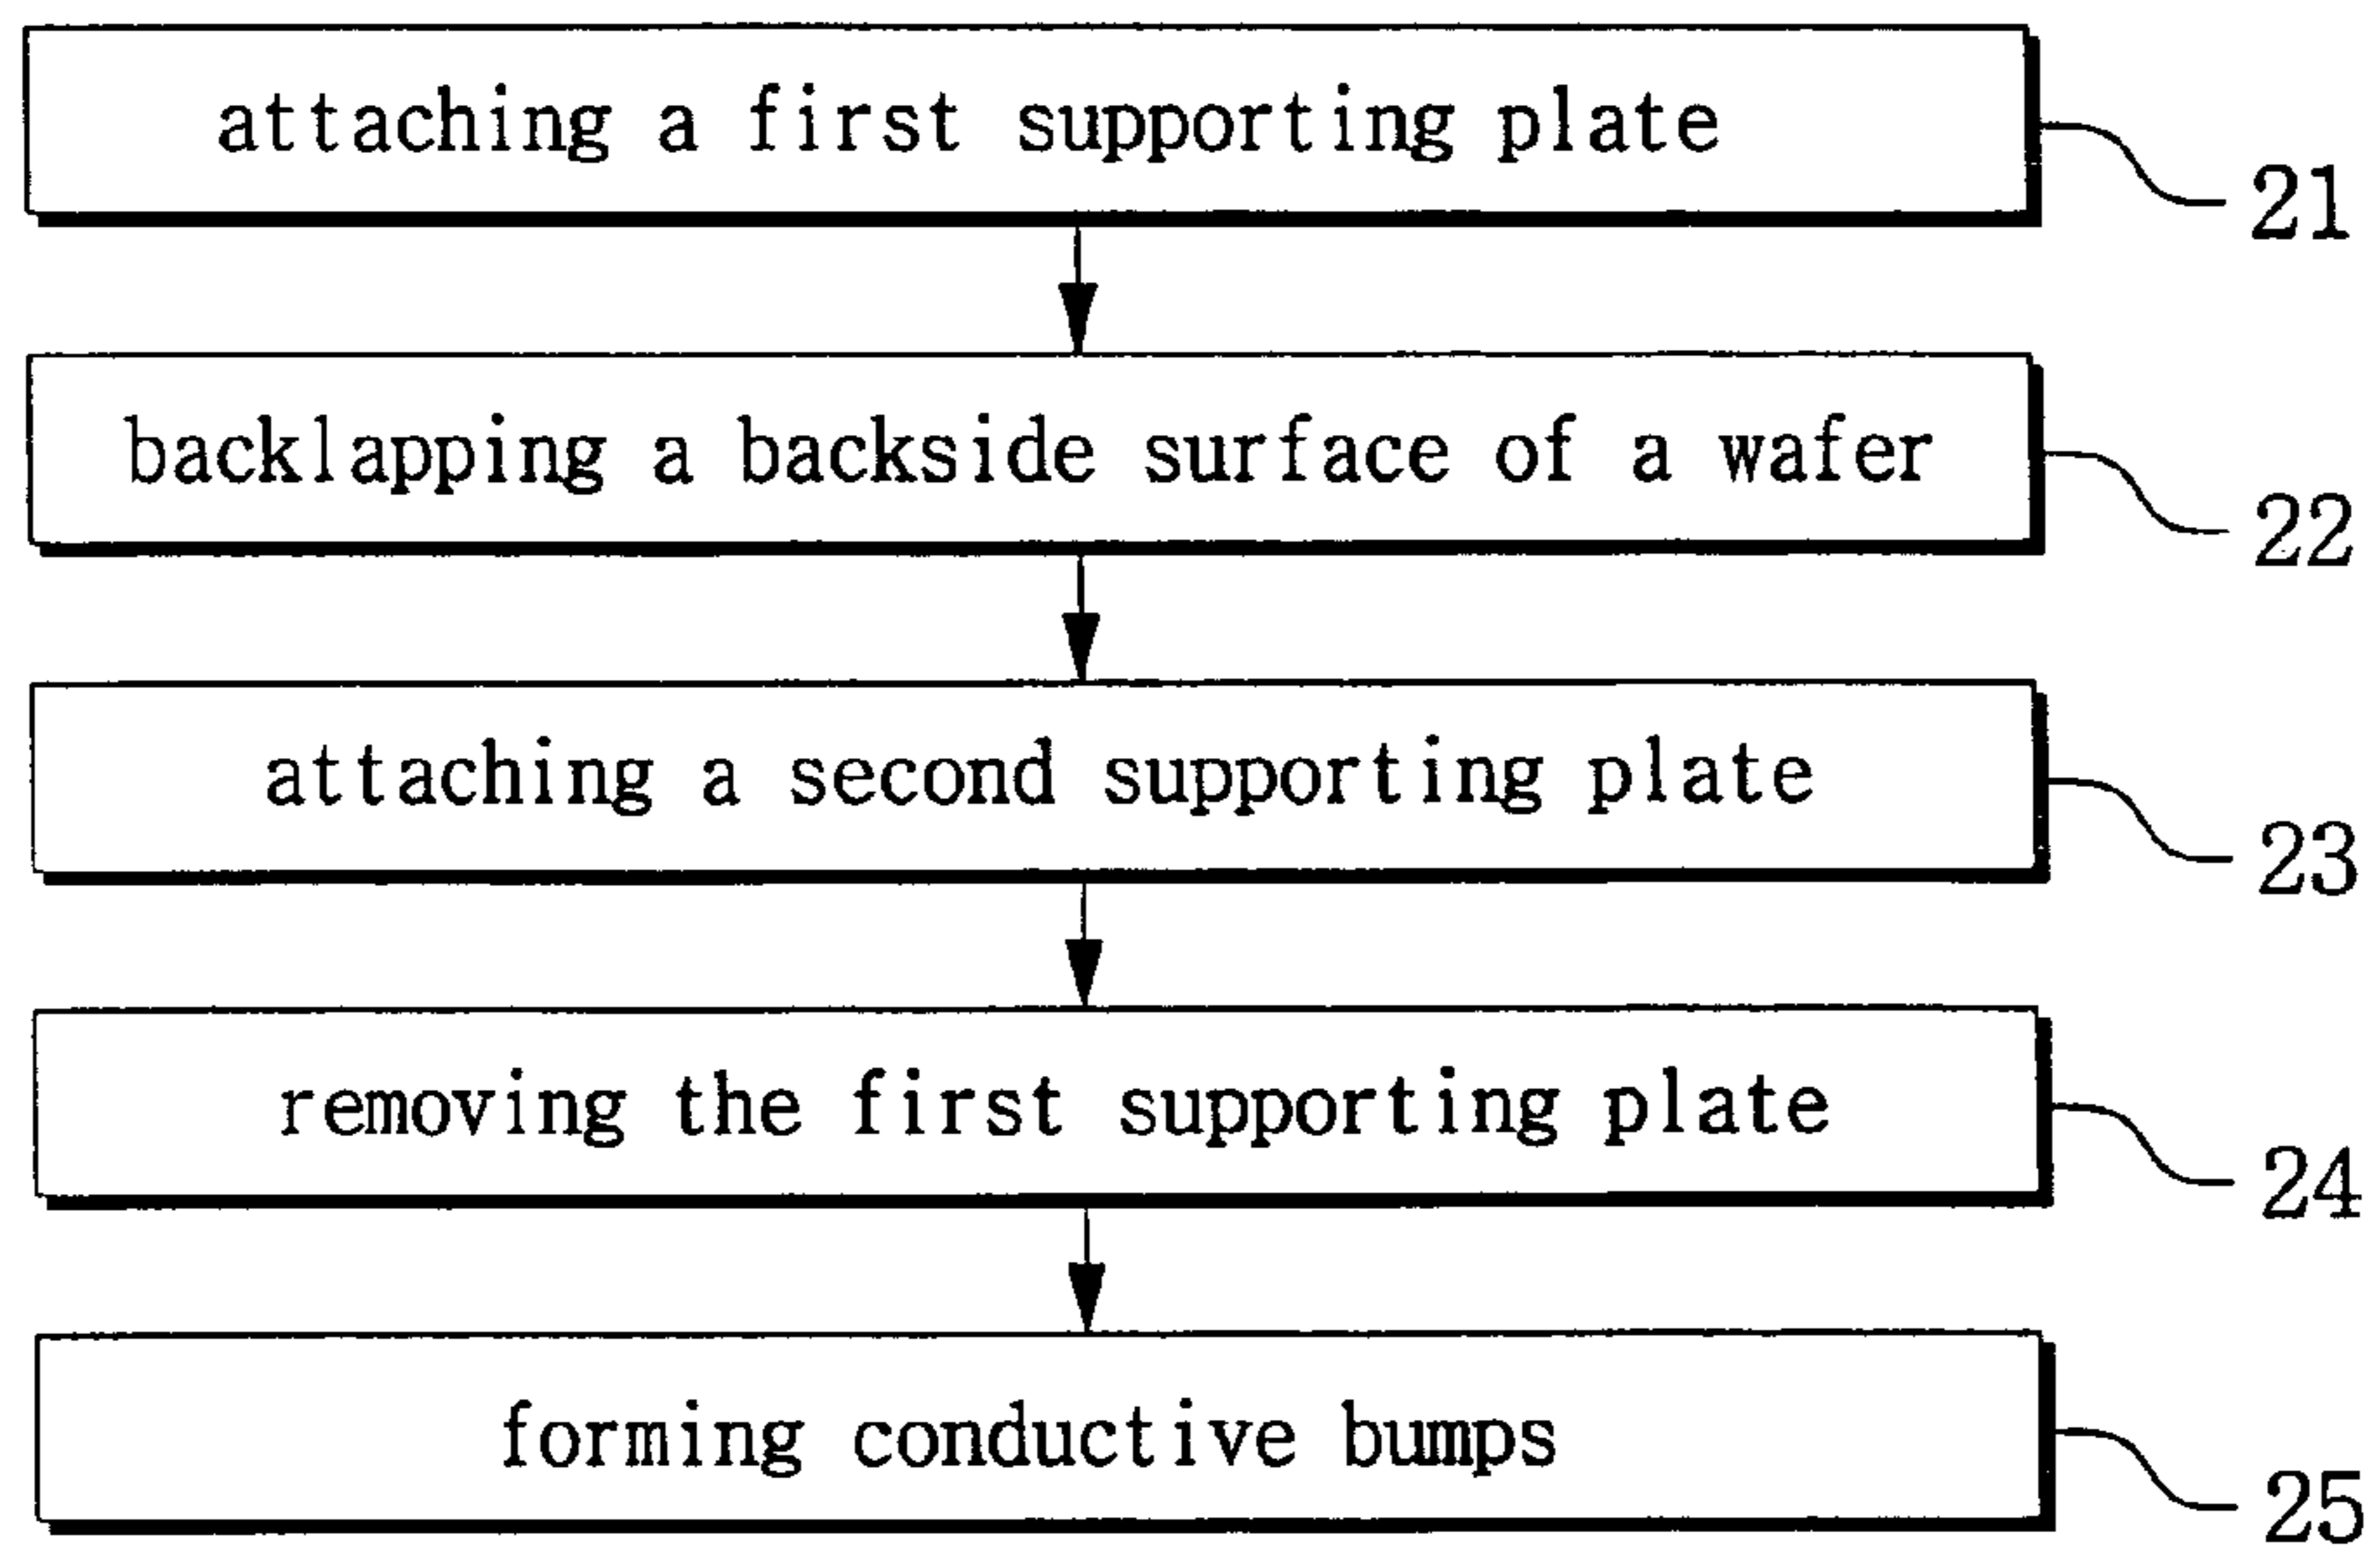 attaching a first supporting plate
21
backlapping a backside surface of a wafer
22
attaching a second supporting plate
23
removing the first supporting plate
24
forming conductive bumps
25